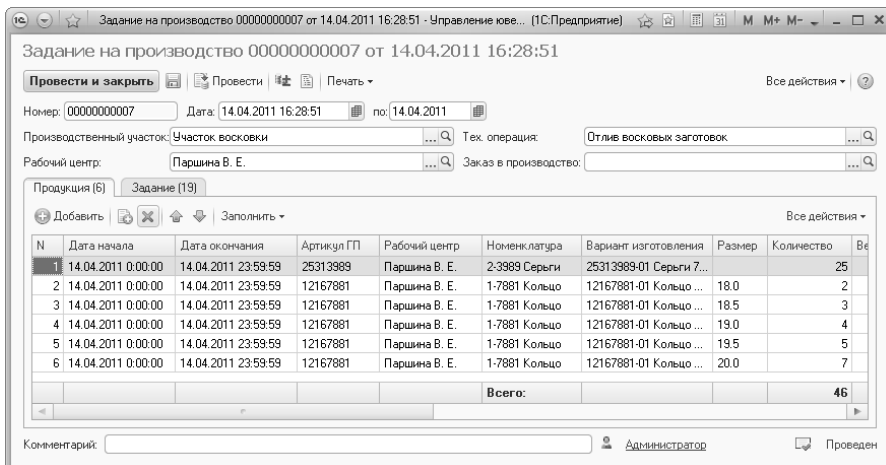 Задание на производство 00000000007 от 14.04.2011 16:28:51 - Управление юве... (1С:Предприятие) 31 M M+ M-
Задание на производство 00000000007 от 14.04.2011 16:28:51
Провести и закрыть Провести Печать Все действия ?
Номер: 00000000007 Дата: 14.04.2011 16:28:51 по: 14.04.2011
Производственный участок: Участок восковки ... Тех. операция: Отлив восковых заготовок ...
Рабочий центр: Паршина В. Е. ... Заказ в производство: ...
Продукция (6) Задание (19)
Добавить Заполнить Все действия
N Дата начала Дата окончания Артикул ГП Рабочий центр Номенклатура Вариант изготовления Размер Количество Ве
1 14.04.2011 0:00:00 14.04.2011 23:59:59 25313989 Паршина В. Е. 2-3989 Серьги 25313989-01 Серьги 7... 25
2 14.04.2011 0:00:00 14.04.2011 23:59:59 12167881 Паршина В. Е. 1-7881 Кольцо 12167881-01 Кольцо ... 18.0 2
3 14.04.2011 0:00:00 14.04.2011 23:59:59 12167881 Паршина В. Е. 1-7881 Кольцо 12167881-01 Кольцо ... 18.5 3
4 14.04.2011 0:00:00 14.04.2011 23:59:59 12167881 Паршина В. Е. 1-7881 Кольцо 12167881-01 Кольцо ... 19.0 4
5 14.04.2011 0:00:00 14.04.2011 23:59:59 12167881 Паршина В. Е. 1-7881 Кольцо 12167881-01 Кольцо ... 19.5 5
6 14.04.2011 0:00:00 14.04.2011 23:59:59 12167881 Паршина В. Е. 1-7881 Кольцо 12167881-01 Кольцо ... 20.0 7
Всего: 46
Комментарий: Администратор Проведен